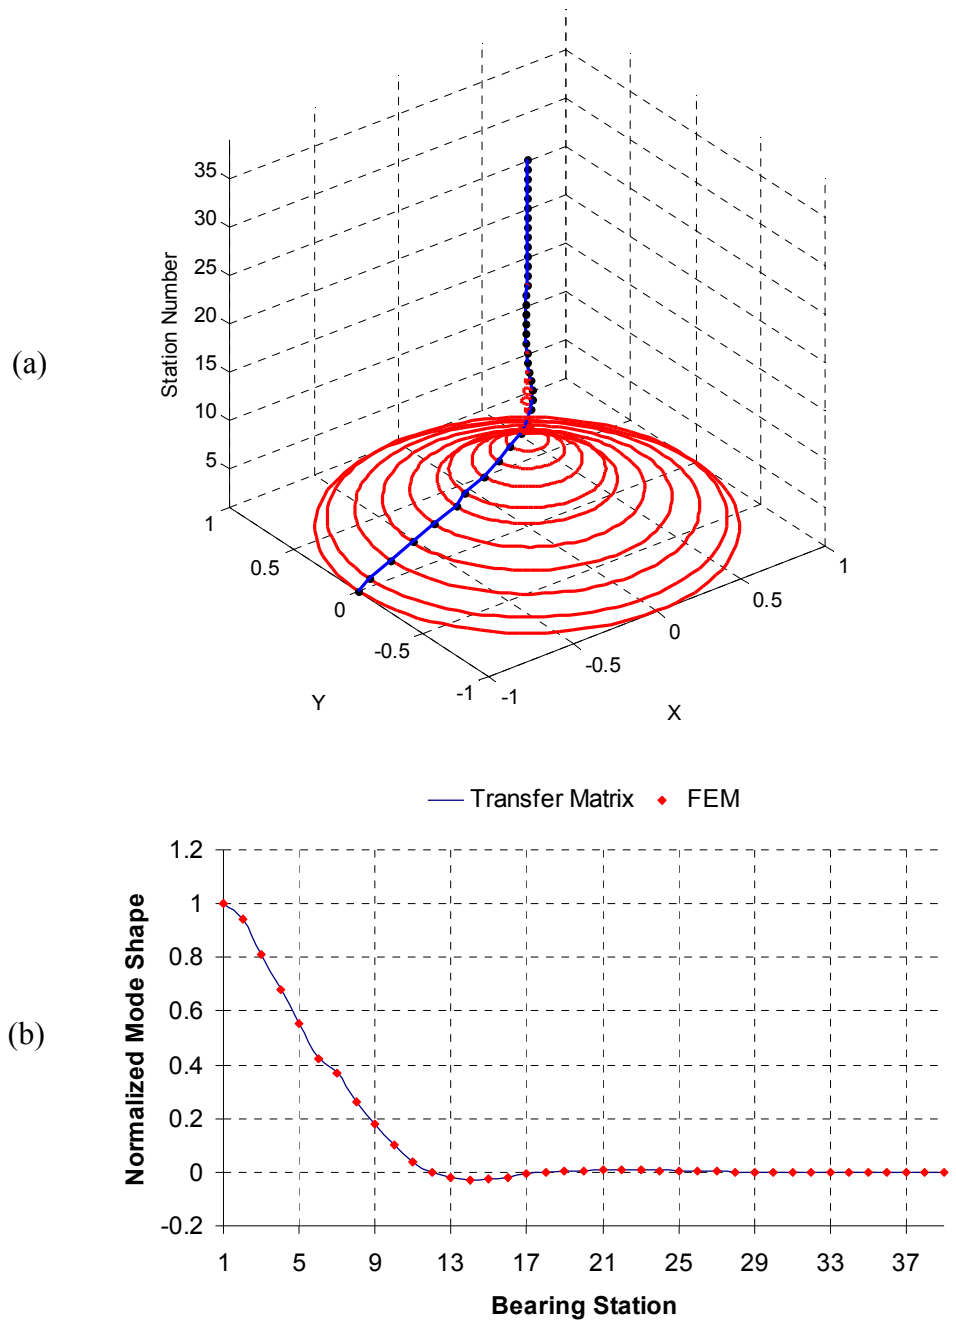 35
30
25
20
15
10
5
Station Number
(a)
1
0.5
0
-0.5
-1
Y
-1
-0.5
0
0.5
1
X
Transfer Matrix FEM
1.2
1
0.8
0.6
0.4
0.2
0
-0.2
Normalized Mode Shape
(b)
1 5 9 13 17 21 25 29 33 37
Bearing Station